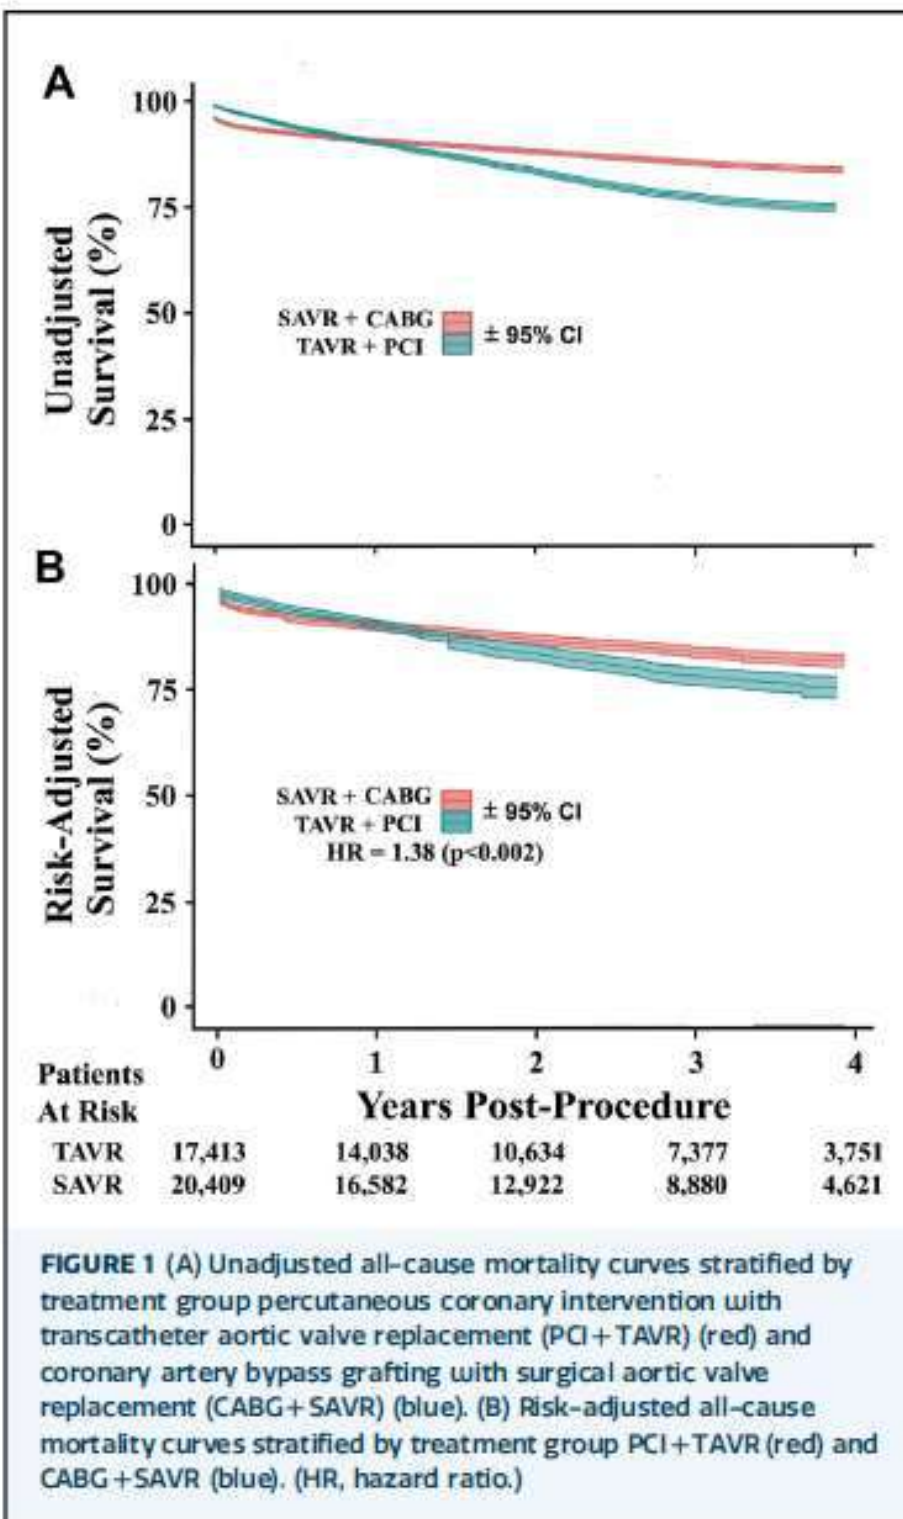 A
100
75
50
25
0
Unadjusted
Survival (%)
SAVR + CABG
TAVR + PCI
± 95% CI
B
100
75
50
25
0
Risk-Adjusted
Survival (%)
SAVR + CABG
TAVR + PCI
± 95% CI
HR = 1.38 (p<0.002)
0 1 2 3 4
Years Post-Procedure
Patients
At Risk
TAVR 17,413 14,038 10,634 7,377 3,751
SAVR 20,409 16,582 12,922 8,880 4,621
FIGURE 1 (A) Unadjusted all-cause mortality curves stratified by
treatment group percutaneous coronary intervention with
transcatheter aortic valve replacement (PCI+TAVR) (red) and
coronary artery bypass grafting with surgical aortic valve
replacement (CABG+SAVR) (blue). (B) Risk-adjusted all-cause
mortality curves stratified by treatment group PCI+TAVR (red) and
CABG+SAVR (blue). (HR, hazard ratio.)